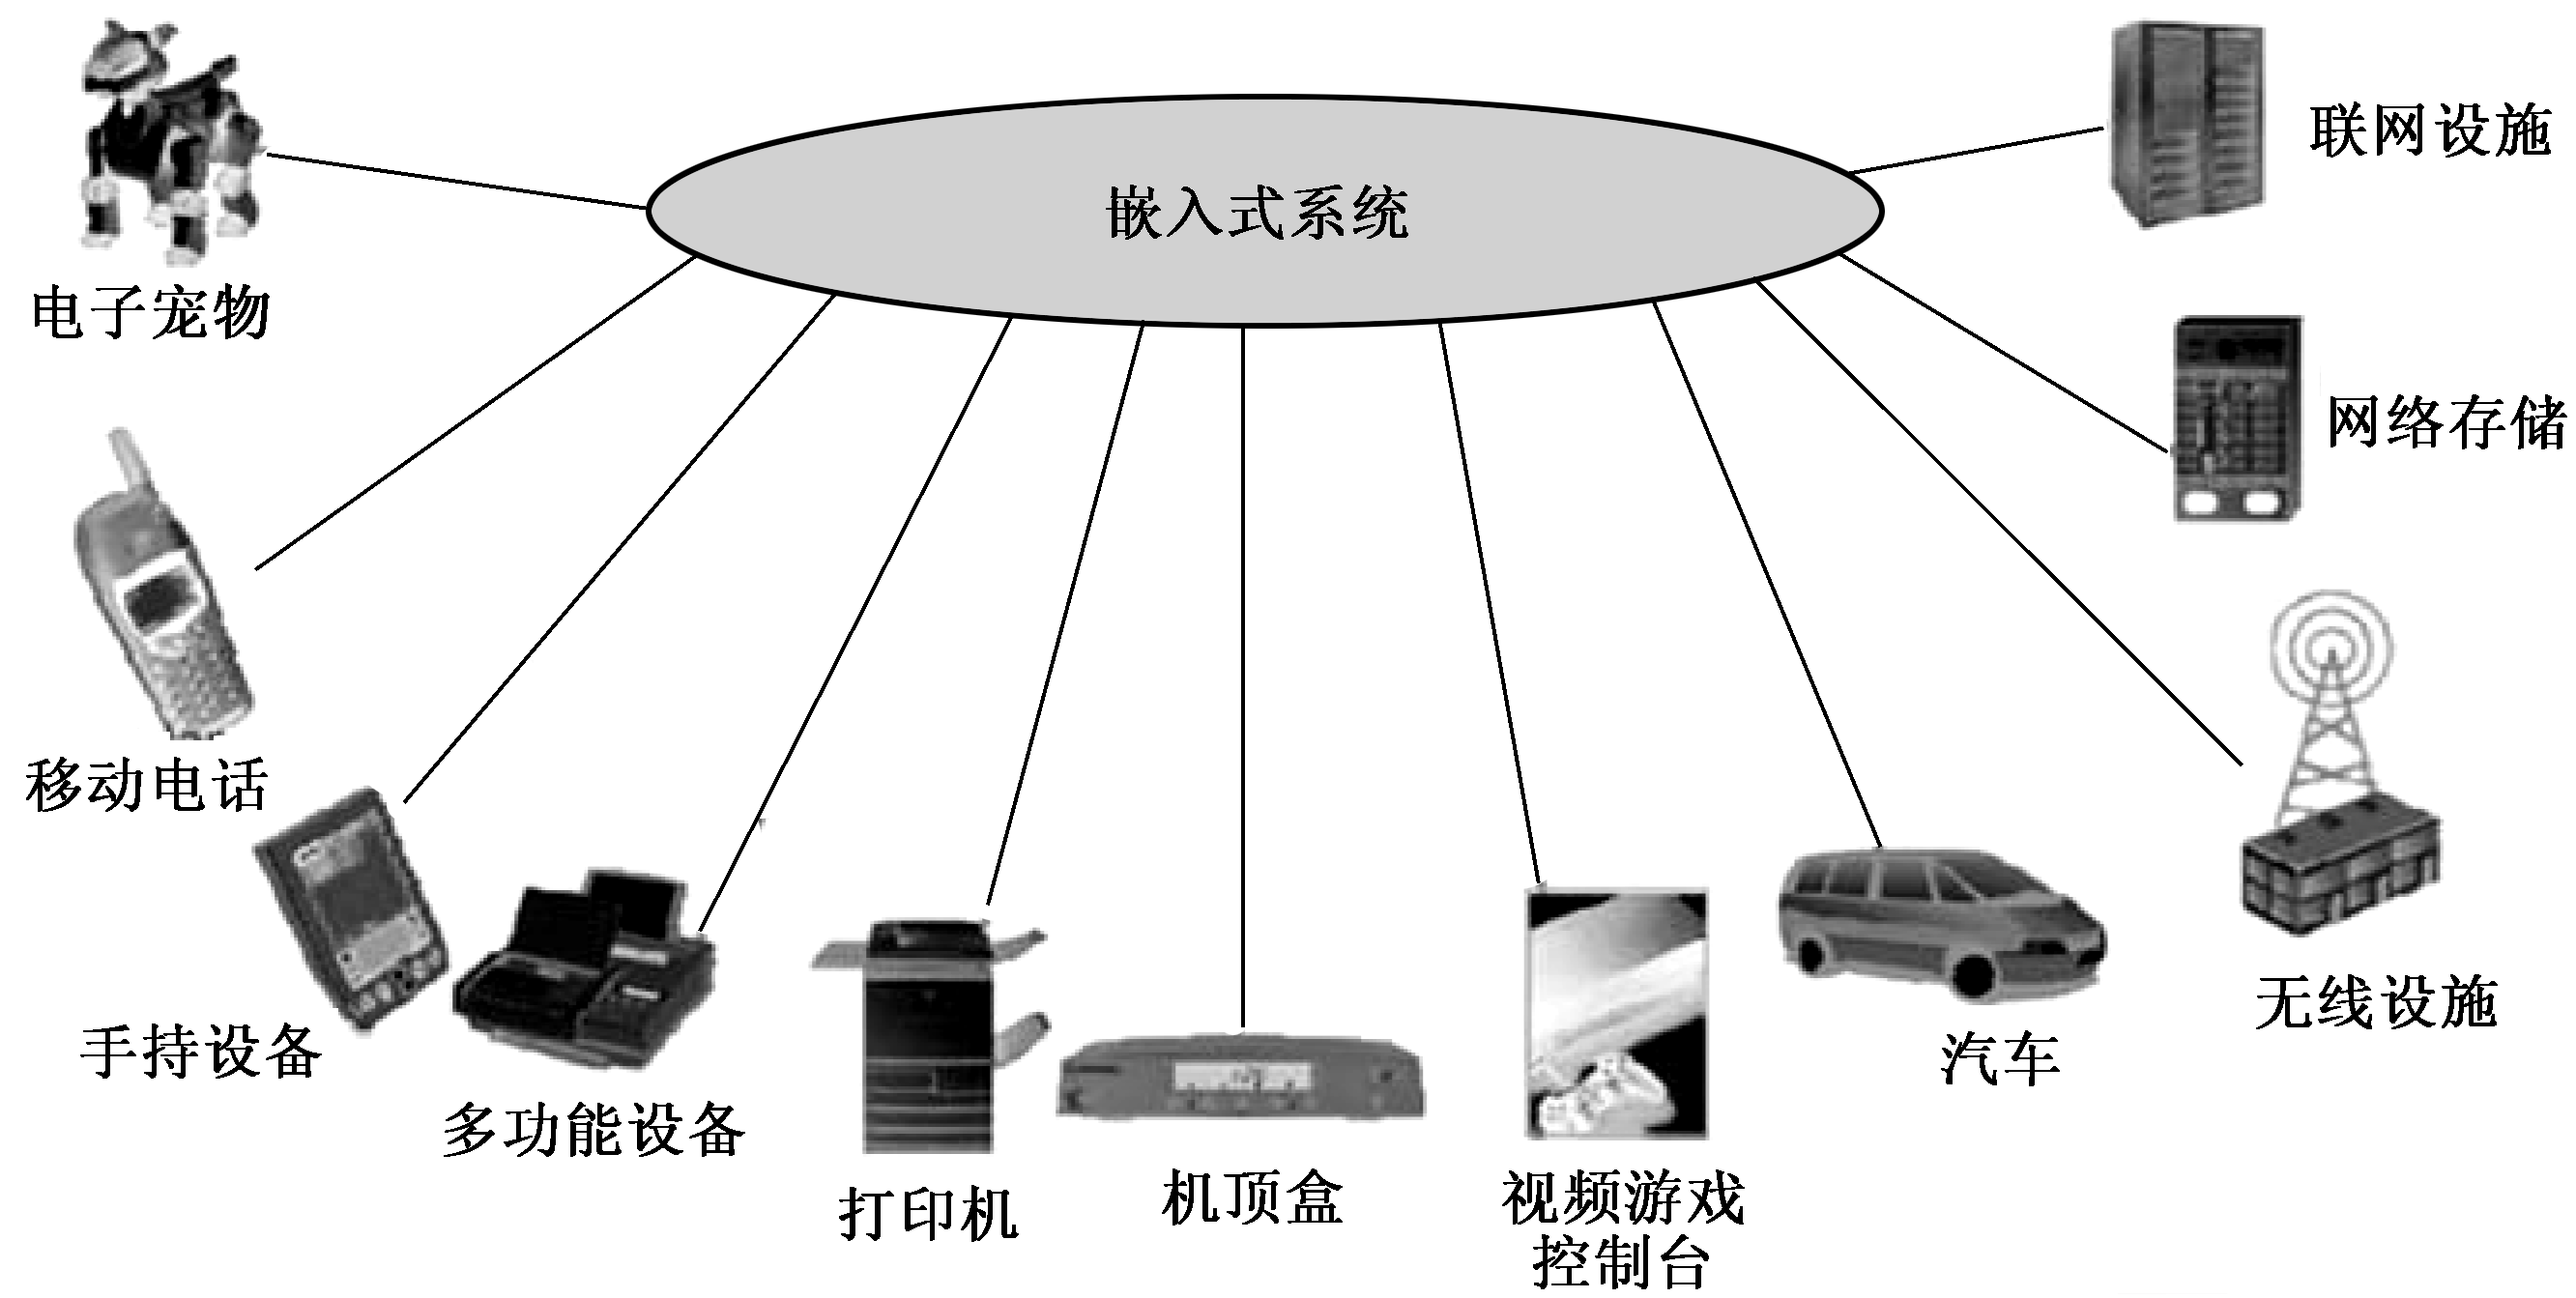 嵌入式系统
联网设施
电子宠物
网络存储
移动电话
无线设施
手持设备
汽车
多功能设备
打印机
机顶盒
视频游戏
控制台